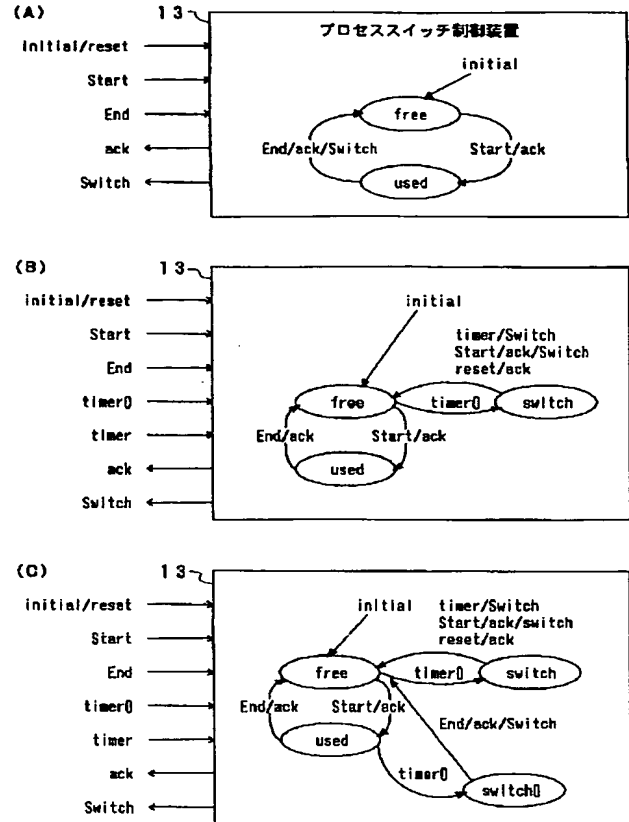 (A)
13
プロセススイッチ制御装置
initial/reset
Start
End
ack
Switch
initial
free
End/ack/Switch
Start/ack
used
(B)
13
initial/reset
Start
End
timer0
timer
ack
Switch
initial
timer/Switch
Start/ack/Switch
reset/ack
free
timer0
switch
End/ack
Start/ack
used
(C)
13
initial/reset
Start
End
timer0
timer
ack
Switch
initial
timer/Switch
Start/ack/switch
reset/ack
free
timer0
switch
End/ack
Start/ack
End/ack/Switch
used
timer0
switch0